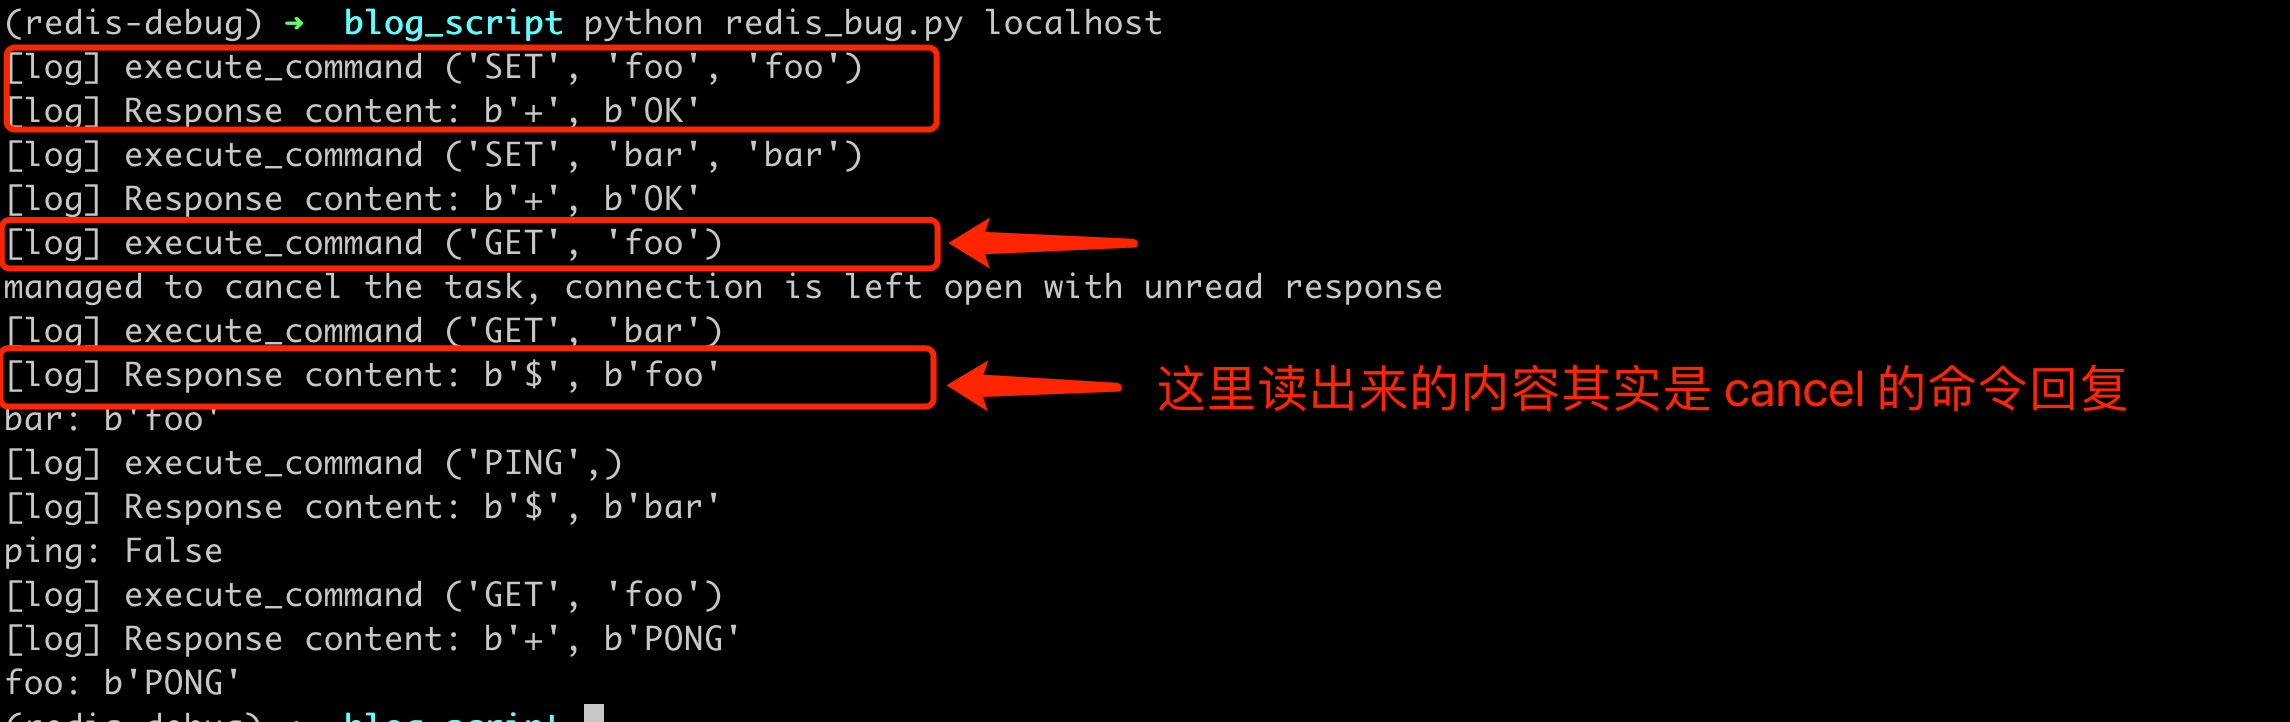 (redis-debug) ➜ blog_script python redis_bug.py localhost
[log] execute_command ('SET', 'foo', 'foo')
[log] Response content: b'+', b'OK'
[log] execute_command ('SET', 'bar', 'bar')
[log] Response content: b'+', b'OK'
[log] execute_command ('GET', 'foo')
managed to cancel the task, connection is left open with unread response
[log] execute_command ('GET', 'bar')
[log] Response content: b'$', b'foo'
这里读出来的内容其实是 cancel 的命令回复
bar: b'foo'
[log] execute_command ('PING',)
[log] Response content: b'$', b'bar'
ping: False
[log] execute_command ('GET', 'foo')
[log] Response content: b'+', b'PONG'
foo: b'PONG'
(redis-debug) ➜ blog_script